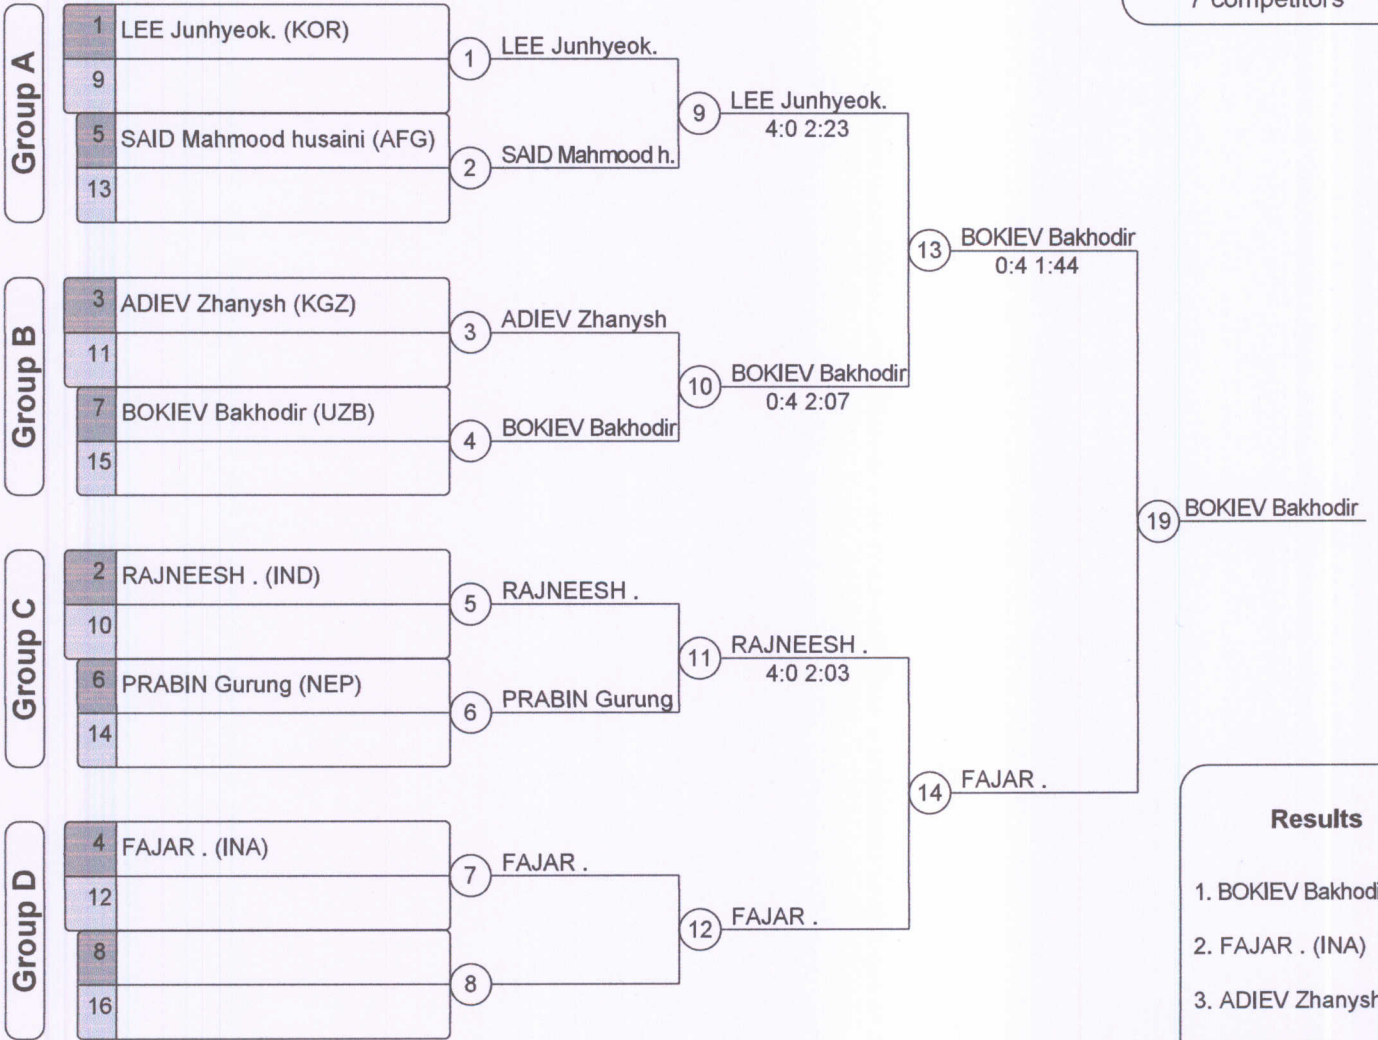 7 competitors
Group A
1 LEE Junhyeok. (KOR)
9
5 SAID Mahmood husaini (AFG)
13
1 LEE Junhyeok.
2 SAID Mahmood h.
9 LEE Junhyeok.
4:0 2:23
Group B
3 ADIEV Zhanysh (KGZ)
11
7 BOKIEV Bakhodir (UZB)
15
3 ADIEV Zhanysh
4 BOKIEV Bakhodir
10 BOKIEV Bakhodir
0:4 2:07
13 BOKIEV Bakhodir
0:4 1:44
Group C
2 RAJNEESH . (IND)
10
6 PRABIN Gurung (NEP)
14
5 RAJNEESH .
6 PRABIN Gurung
11 RAJNEESH .
4:0 2:03
Group D
4 FAJAR . (INA)
12
8
16
7 FAJAR .
8
12 FAJAR .
14 FAJAR .
19 BOKIEV Bakhodir
Results
1. BOKIEV Bakhodi
2. FAJAR . (INA)
3. ADIEV Zhanysh